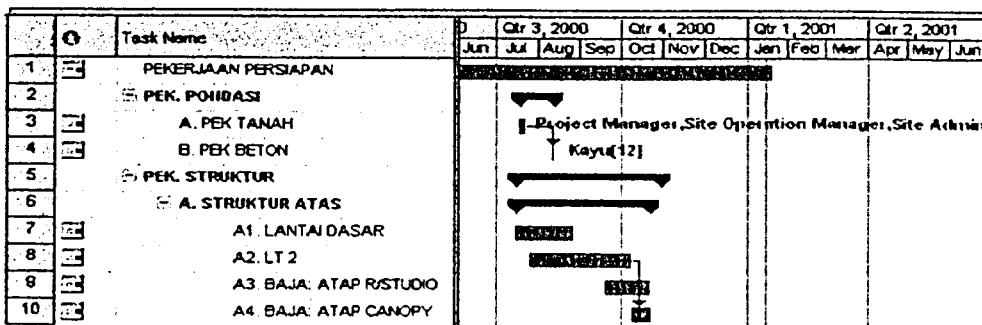 Task Name
Qtr 3, 2000 Qtr 4, 2000 Qtr 1, 2001 Qtr 2, 2001
Jun Jul Aug Sep Oct Nov Dec Jan Feb Mar Apr May Jun
1 PEKERJAAN PERSIAPAN
2 PEK. PONDASI
3 A. PEK TANAH Project Manager,Site Operation Manager,Site Admin
4 B. PEK BETON Kayu[12]
5 PEK. STRUKTUR
6 A. STRUKTUR ATAS
7 A1. LANTAI DASAR
8 A2. LT 2
9 A3. BAJA: ATAP R/STUDIO
10 A4. BAJA: ATAP CANOPY